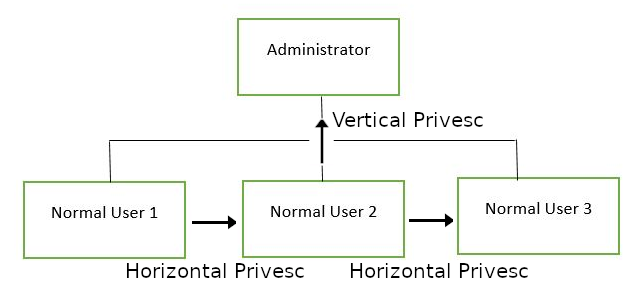 Administrator
Vertical Privesc
Normal User 1
Normal User 2
Normal User 3
Horizontal Privesc
Horizontal Privesc